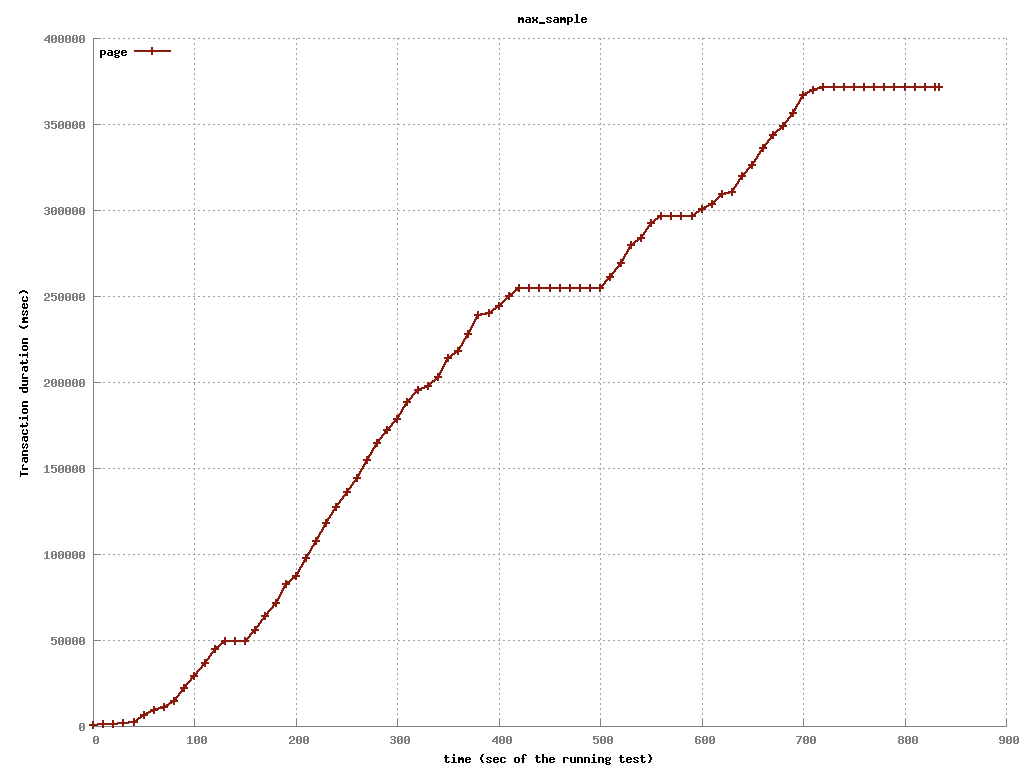 max_sample
page
400000
350000
300000
250000
200000
150000
100000
50000
0
Transaction duration (msec)
0 100 200 300 400 500 600 700 800 900
time (sec of the running test)